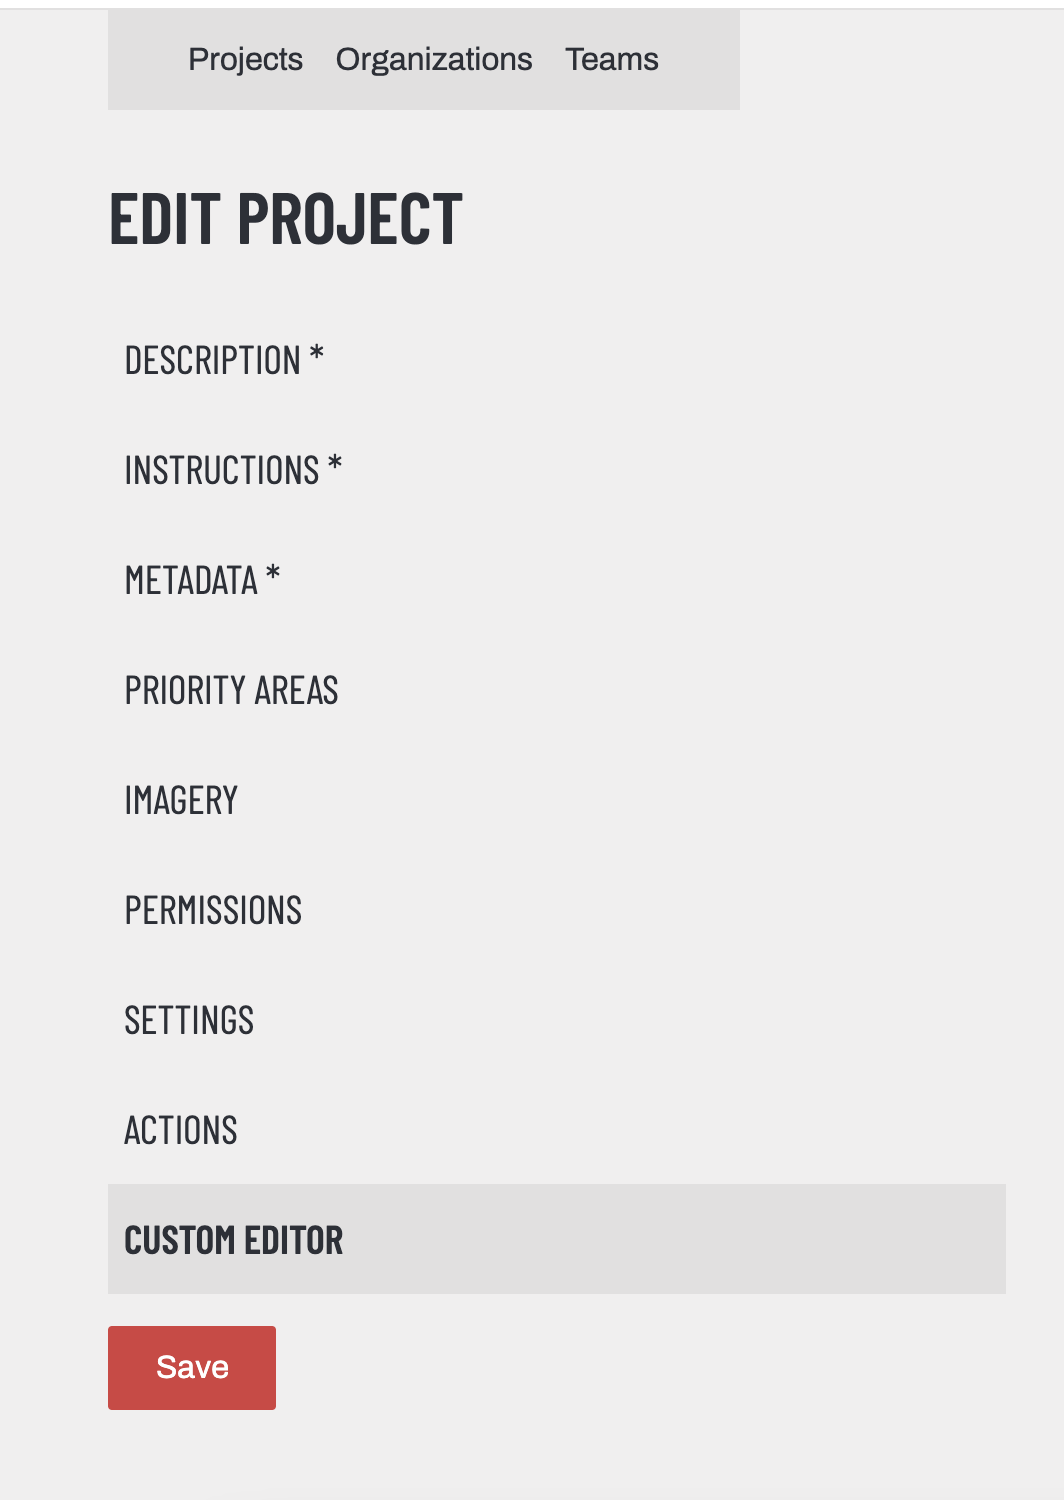 Projects Organizations Teams
EDIT PROJECT
DESCRIPTION *
INSTRUCTIONS *
METADATA *
PRIORITY AREAS
IMAGERY
PERMISSIONS
SETTINGS
ACTIONS
CUSTOM EDITOR
Save